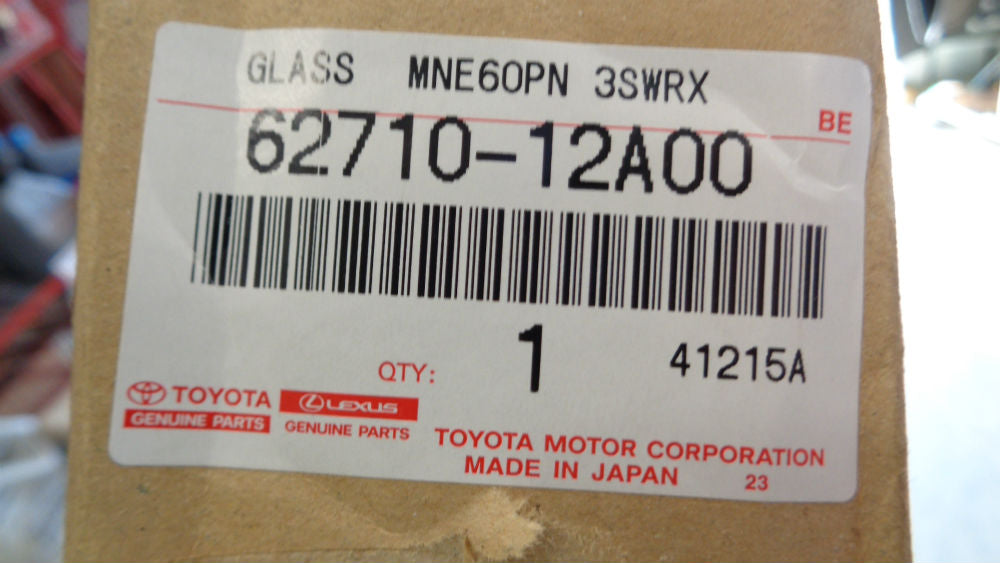 GLASS MNE60PN 3SWRX
BE
62710-12A00
QTY: 1 41215A
TOYOTA
GENUINE PARTS
LEXUS
GENUINE PARTS
TOYOTA MOTOR CORPORATION
MADE IN JAPAN 23